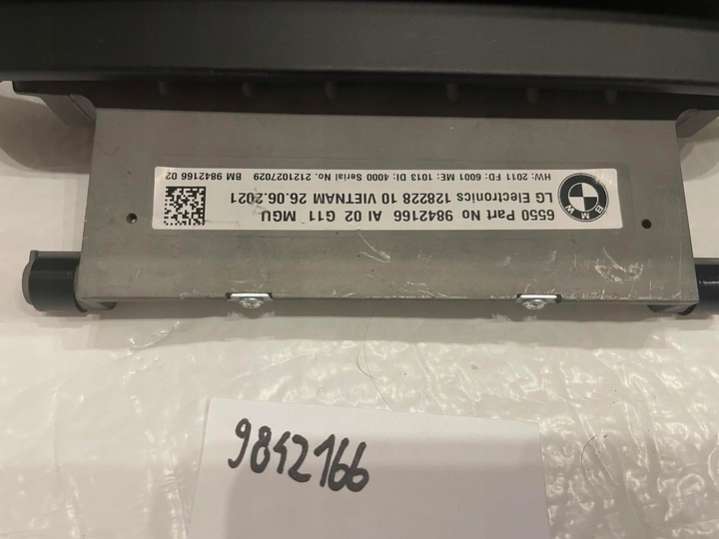 BMW
6550 Part No 9842166 AI 02 G11 MGU
LG Electronics 128228 10 VIETNAM 26.06.2021
HW: 2011 FD: 6001 ME: 1013 DI: 4000 Serial No. 2121027029 BM 9842166 02
9842166